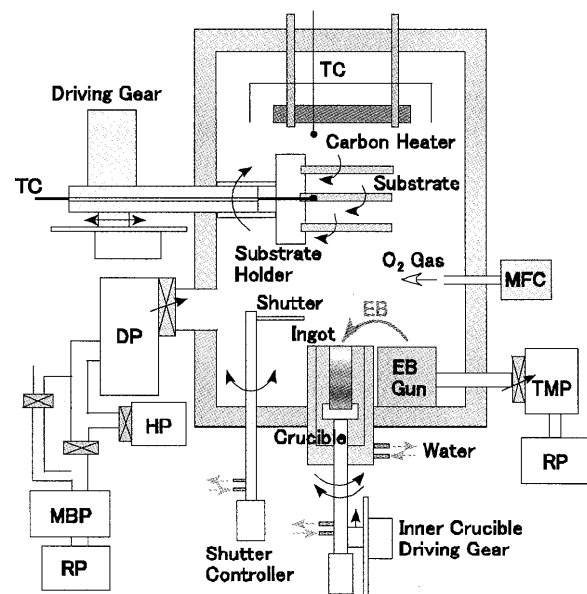 TC
Driving Gear
Carbon Heater
TC
Substrate
Substrate
Holder
O₂ Gas
MFC
Shutter
EB
Ingot
DP
EB
Gun
TMP
HP
Crucible
Water
RP
MBP
Inner Crucible
Driving Gear
Shutter
Controller
RP